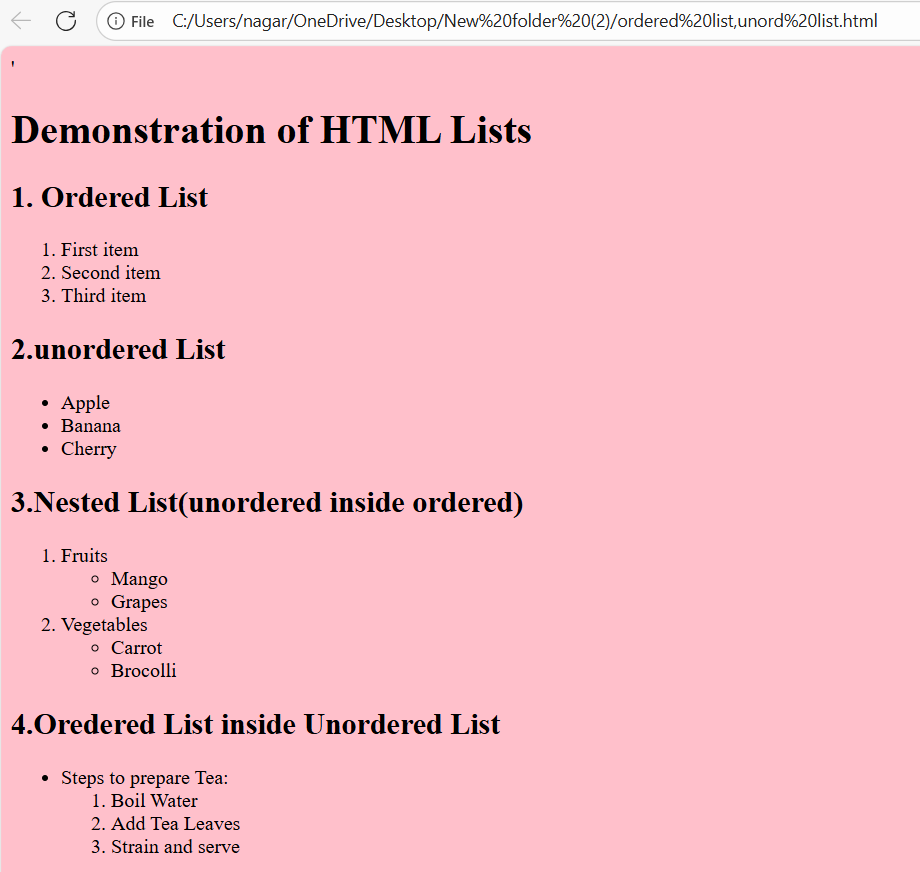 File C:/Users/nagar/OneDrive/Desktop/New%20folder%20(2)/ordered%20list,unord%20list.html
'
Demonstration of HTML Lists
1. Ordered List
1. First item
2. Second item
3. Third item
2.unordered List
• Apple
• Banana
• Cherry
3.Nested List(unordered inside ordered)
1. Fruits
○ Mango
○ Grapes
2. Vegetables
○ Carrot
○ Brocolli
4.Oredered List inside Unordered List
• Steps to prepare Tea:
1. Boil Water
2. Add Tea Leaves
3. Strain and serve